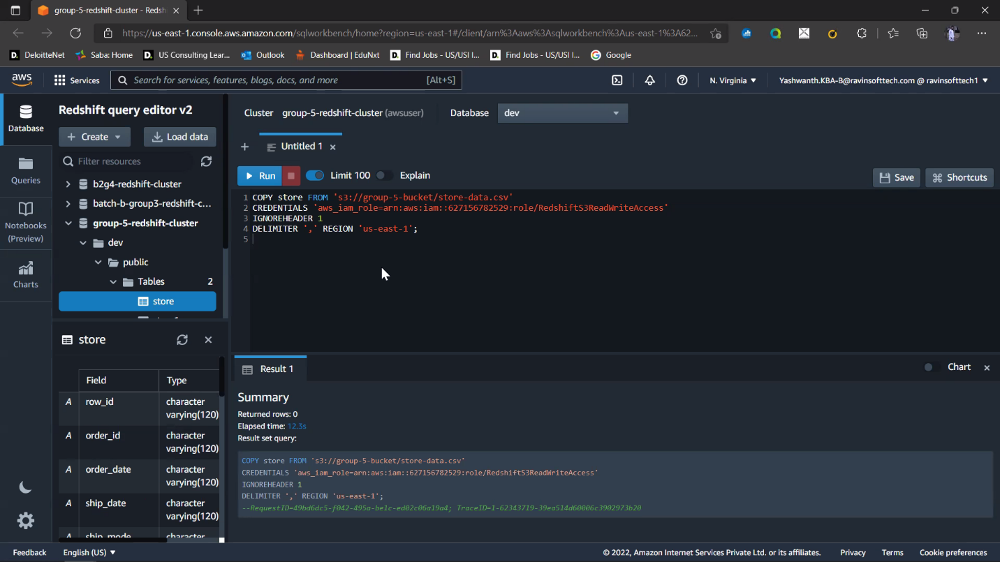 group-5-redshift-cluster - Redsh
https://us-east-1.console.aws.amazon.com/sqlworkbench/home?region=us-east-1#/client/arn%3Aaws%3Asqlworkbench%3Aus-east-1%3A62...
D. DeloitteNet
Saba: Home
D. US Consulting Lear...
Outlook
Dashboard | EduNxt
D. Find Jobs - US/USI I...
D. Find Jobs - US/USI I...
Google
aws
Services
Search for services, features, blogs, docs, and more [Alt+S]
N. Virginia
Yashwanth.KBA-B@ravinsofttech.com @ ravinsofttech1
Database
Queries
Notebooks
(Preview)
Charts
Redshift query editor v2
Create
Load data
Filter resources
b2g4-redshift-cluster
batch-b-group3-redshift-c...
group-5-redshift-cluster
dev
public
Tables 2
store
store
Field Type
A row_id character
varying(120)
A order_id character
varying(120)
A order_date character
varying(120)
A ship_date character
varying(120)
A ship_mode character
Cluster group-5-redshift-cluster (awsuser)
Database dev
Untitled 1
Run
Limit 100
Explain
Save
Shortcuts
1 COPY store FROM 's3://group-5-bucket/store-data.csv'
2 CREDENTIALS 'aws_iam_role=arn:aws:iam::627156782529:role/RedshiftS3ReadWriteAccess'
3 IGNOREHEADER 1
4 DELIMITER ',' REGION 'us-east-1';
5
Result 1
Chart
Summary
Returned rows: 0
Elapsed time: 12.3s
Result set query:
COPY store FROM 's3://group-5-bucket/store-data.csv'
CREDENTIALS 'aws_iam_role=arn:aws:iam::627156782529:role/RedshiftS3ReadWriteAccess'
IGNOREHEADER 1
DELIMITER ',' REGION 'us-east-1';
--RequestID=49bd6dc5-f042-495a-be1c-ed02c06a19a4; TraceID=1-62343719-39ea514d60006c3902973b20
Feedback
English (US)
© 2022, Amazon Internet Services Private Ltd. or its affiliates.
Privacy
Terms
Cookie preferences